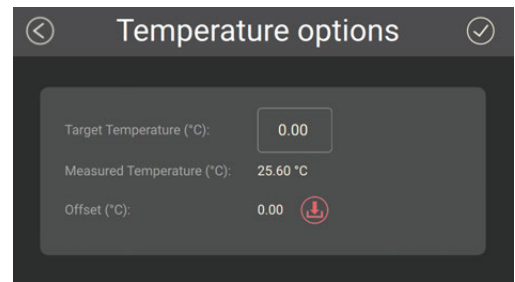 Temperature options
Target Temperature (°C): 0.00
Measured Temperature (°C): 25.60 °C
Offset (°C): 0.00